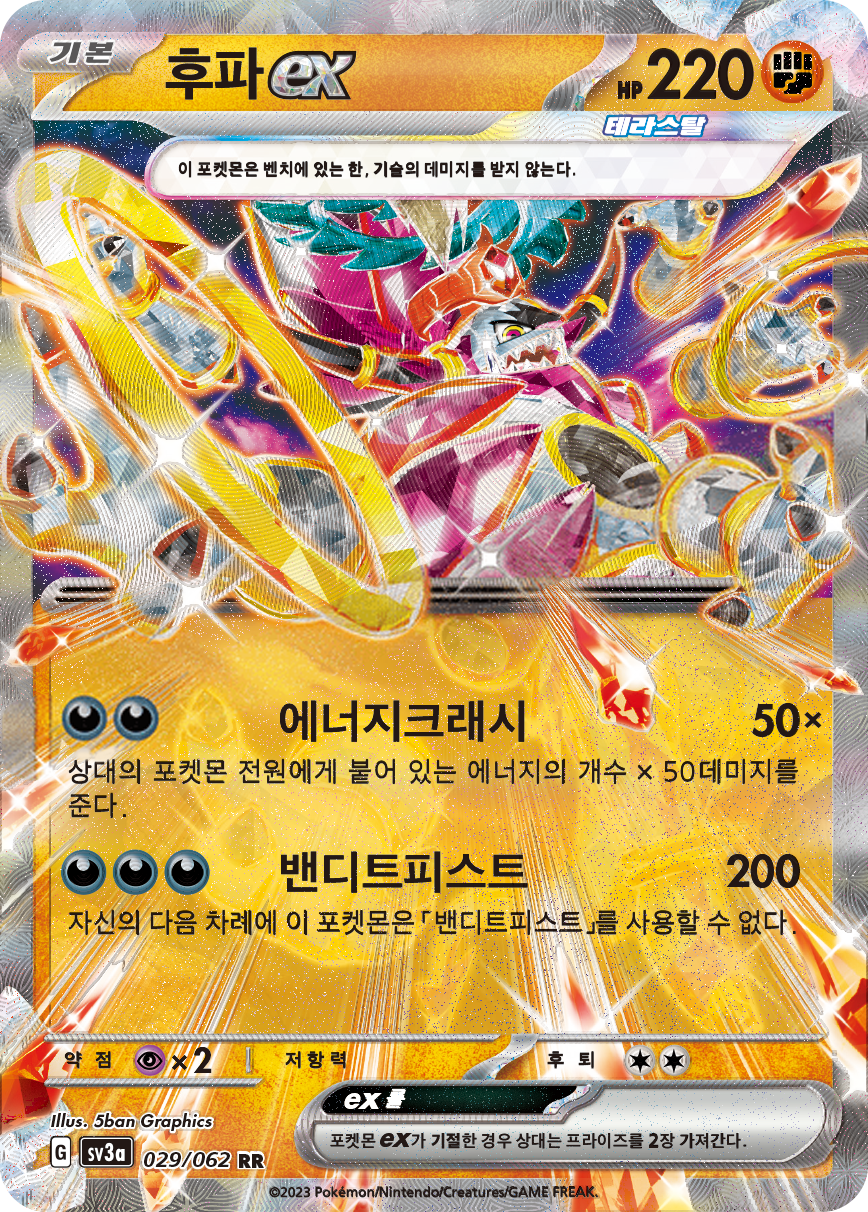 기본
후파 ex
HP 220
테라스탈
이 포켓몬은 벤치에 있는 한, 기술의 데미지를 받지 않는다.
에너지크래시 50×
상대의 포켓몬 전원에게 붙어 있는 에너지의 개수 × 50데미지를
준다.
밴디트피스트 200
자신의 다음 차례에 이 포켓몬은 「밴디트피스트」를 사용할 수 없다.
약점 ×2 저항력 후퇴
ex 룰
포켓몬 ex가 기절한 경우 상대는 프라이즈를 2장 가져간다.
Illus. 5ban Graphics
G sv3a 029/062 RR
©2023 Pokémon/Nintendo/Creatures/GAME FREAK.